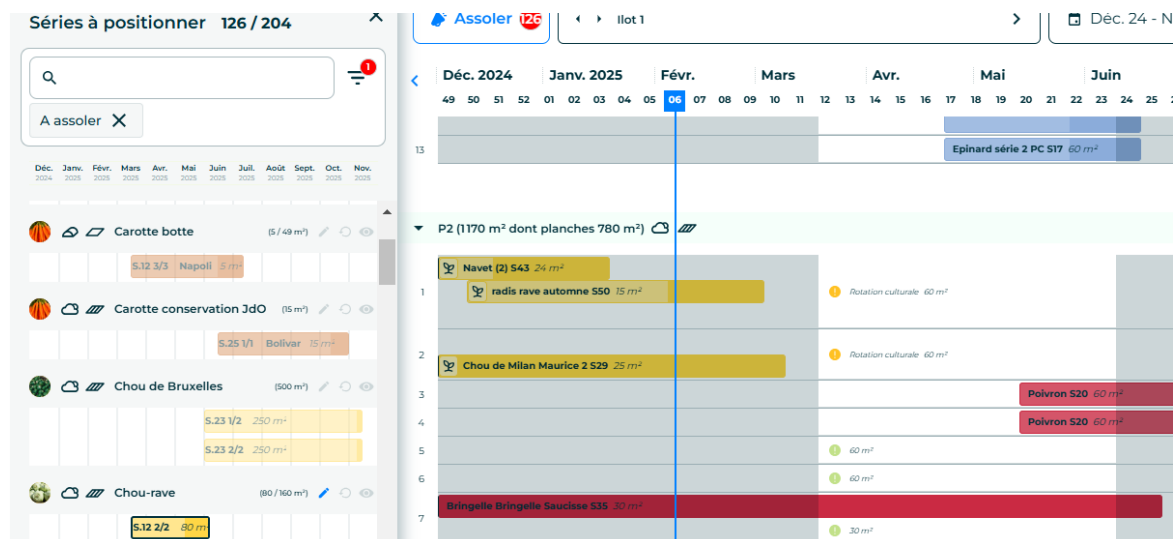 Séries à positionner 126 / 204
A assoler
Déc. Janv. Févr. Mars Avr. Mai Juin Juil. Août Sept. Oct. Nov.
2024 2025 2025 2025 2025 2025 2025 2025 2025 2025 2025 2025
Carotte botte (5 / 49 m²)
S.12 3/3 Napoli 5 m²
Carotte conservation JdO (15 m²)
S.25 1/1 Bolivar 15 m²
Chou de Bruxelles (500 m²)
S.23 1/2 250 m²
S.23 2/2 250 m²
Chou-rave (80 / 160 m²)
S.12 2/2 80 m²
Assoler 126
Ilot 1
Déc. 24 - N
Déc. 2024 Janv. 2025 Févr. Mars Avr. Mai Juin
49 50 51 52 01 02 03 04 05 06 07 08 09 10 11 12 13 14 15 16 17 18 19 20 21 22 23 24 25
13
Epinard série 2 PC S17 60 m²
P2 (1170 m² dont planches 780 m²)
Navet (2) S43 24 m²
1
radis rave automne S50 15 m²
Rotation culturale 60 m²
2
Rotation culturale 60 m²
Chou de Milan Maurice 2 S29 25 m²
3
Poivron S20 60 m²
4
Poivron S20 60 m²
5
60 m²
6
60 m²
Bringelle Bringelle Saucisse S35 30 m²
7
30 m²